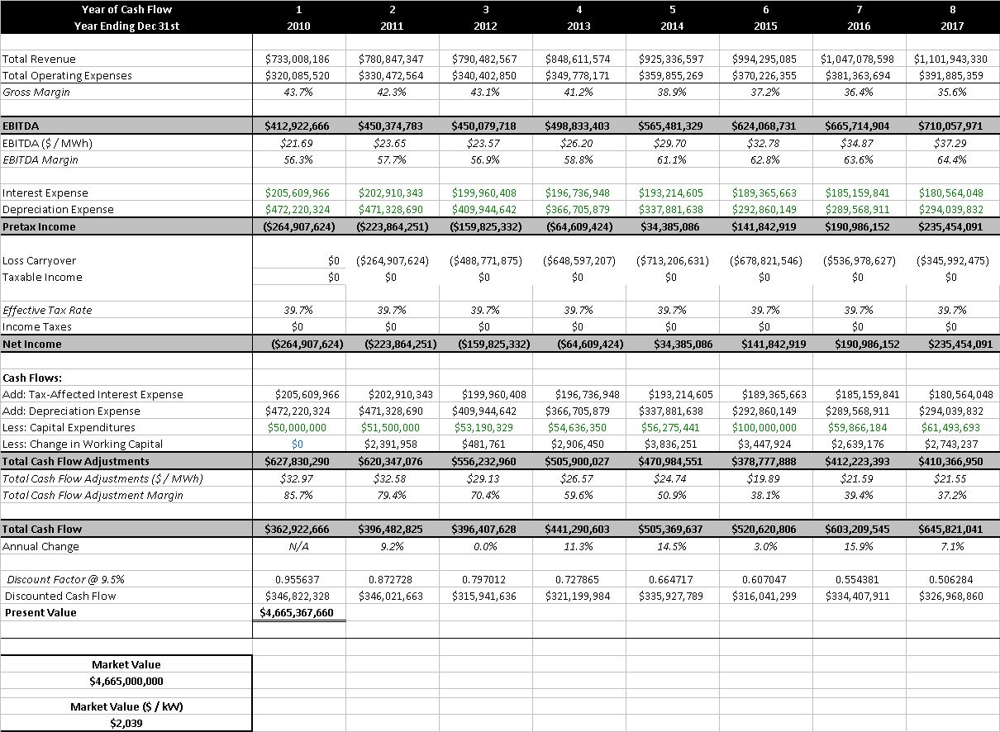 Year of Cash Flow 1 2 3 4 5 6 7 8
Year Ending Dec 31st 2010 2011 2012 2013 2014 2015 2016 2017
Total Revenue $733,008,186 $780,847,347 $790,482,567 $848,611,574 $925,336,597 $994,295,085 $1,047,078,598 $1,101,943,330
Total Operating Expenses $320,085,520 $330,472,564 $340,402,850 $349,778,171 $359,855,269 $370,226,355 $381,363,694 $391,885,359
Gross Margin 43.7% 42.3% 43.1% 41.2% 38.9% 37.2% 36.4% 35.6%
EBITDA $412,922,666 $450,374,783 $450,079,718 $498,833,403 $565,481,329 $624,068,731 $665,714,904 $710,057,971
EBITDA ($ / MWh) $21.69 $23.65 $23.57 $26.20 $29.70 $32.78 $34.87 $37.29
EBITDA Margin 56.3% 57.7% 56.9% 58.8% 61.1% 62.8% 63.6% 64.4%
Interest Expense $205,609,966 $202,910,343 $199,960,408 $196,736,948 $193,214,605 $189,365,663 $185,159,841 $180,564,048
Depreciation Expense $472,220,324 $471,328,690 $409,944,642 $366,705,879 $337,881,638 $292,860,149 $289,568,911 $294,039,832
Pretax Income ($264,907,624) ($223,864,251) ($159,825,332) ($64,609,424) $34,385,086 $141,842,919 $190,986,152 $235,454,091
Loss Carryover $0 ($264,907,624) ($488,771,875) ($648,597,207) ($713,206,631) ($678,821,546) ($536,978,627) ($345,992,475)
Taxable Income $0 $0 $0 $0 $0 $0 $0 $0
Effective Tax Rate 39.7% 39.7% 39.7% 39.7% 39.7% 39.7% 39.7% 39.7%
Income Taxes $0 $0 $0 $0 $0 $0 $0 $0
Net Income ($264,907,624) ($223,864,251) ($159,825,332) ($64,609,424) $34,385,086 $141,842,919 $190,986,152 $235,454,091
Cash Flows:
Add: Tax-Affected Interest Expense $205,609,966 $202,910,343 $199,960,408 $196,736,948 $193,214,605 $189,365,663 $185,159,841 $180,564,048
Add: Depreciation Expense $472,220,324 $471,328,690 $409,944,642 $366,705,879 $337,881,638 $292,860,149 $289,568,911 $294,039,832
Less: Capital Expenditures $50,000,000 $51,500,000 $53,190,329 $54,636,350 $56,275,441 $100,000,000 $59,866,184 $61,493,693
Less: Change in Working Capital $0 $2,391,958 $481,761 $2,906,450 $3,836,251 $3,447,924 $2,639,176 $2,743,237
Total Cash Flow Adjustments $627,830,290 $620,347,076 $556,232,960 $505,900,027 $470,984,551 $378,777,888 $412,223,393 $410,366,950
Total Cash Flow Adjustments ($ / MWh) $32.97 $32.58 $29.13 $26.57 $24.74 $19.89 $21.59 $21.55
Total Cash Flow Adjustment Margin 85.7% 79.4% 70.4% 59.6% 50.9% 38.1% 39.4% 37.2%
Total Cash Flow $362,922,666 $396,482,825 $396,407,628 $441,290,603 $505,369,637 $520,620,806 $603,209,545 $645,821,041
Annual Change N/A 9.2% 0.0% 11.3% 14.5% 3.0% 15.9% 7.1%
Discount Factor @ 9.5% 0.955637 0.872728 0.797012 0.727865 0.664717 0.607047 0.554381 0.506284
Discounted Cash Flow $346,822,328 $346,021,663 $315,941,636 $321,199,984 $335,927,789 $316,041,299 $334,407,911 $326,968,860
Present Value $4,665,367,660
Market Value
$4,665,000,000
Market Value ($ / kW)
$2,039